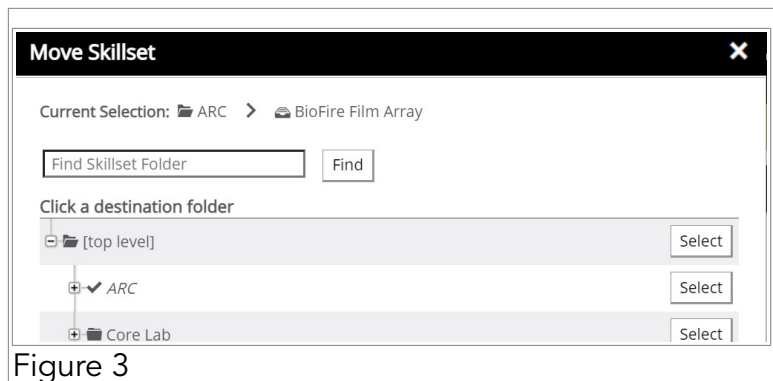 Move Skillset
Current Selection: ARC > BioFire Film Array
Find Skillset Folder Find
Click a destination folder
[top level] Select
ARC Select
Core Lab Select
Figure 3